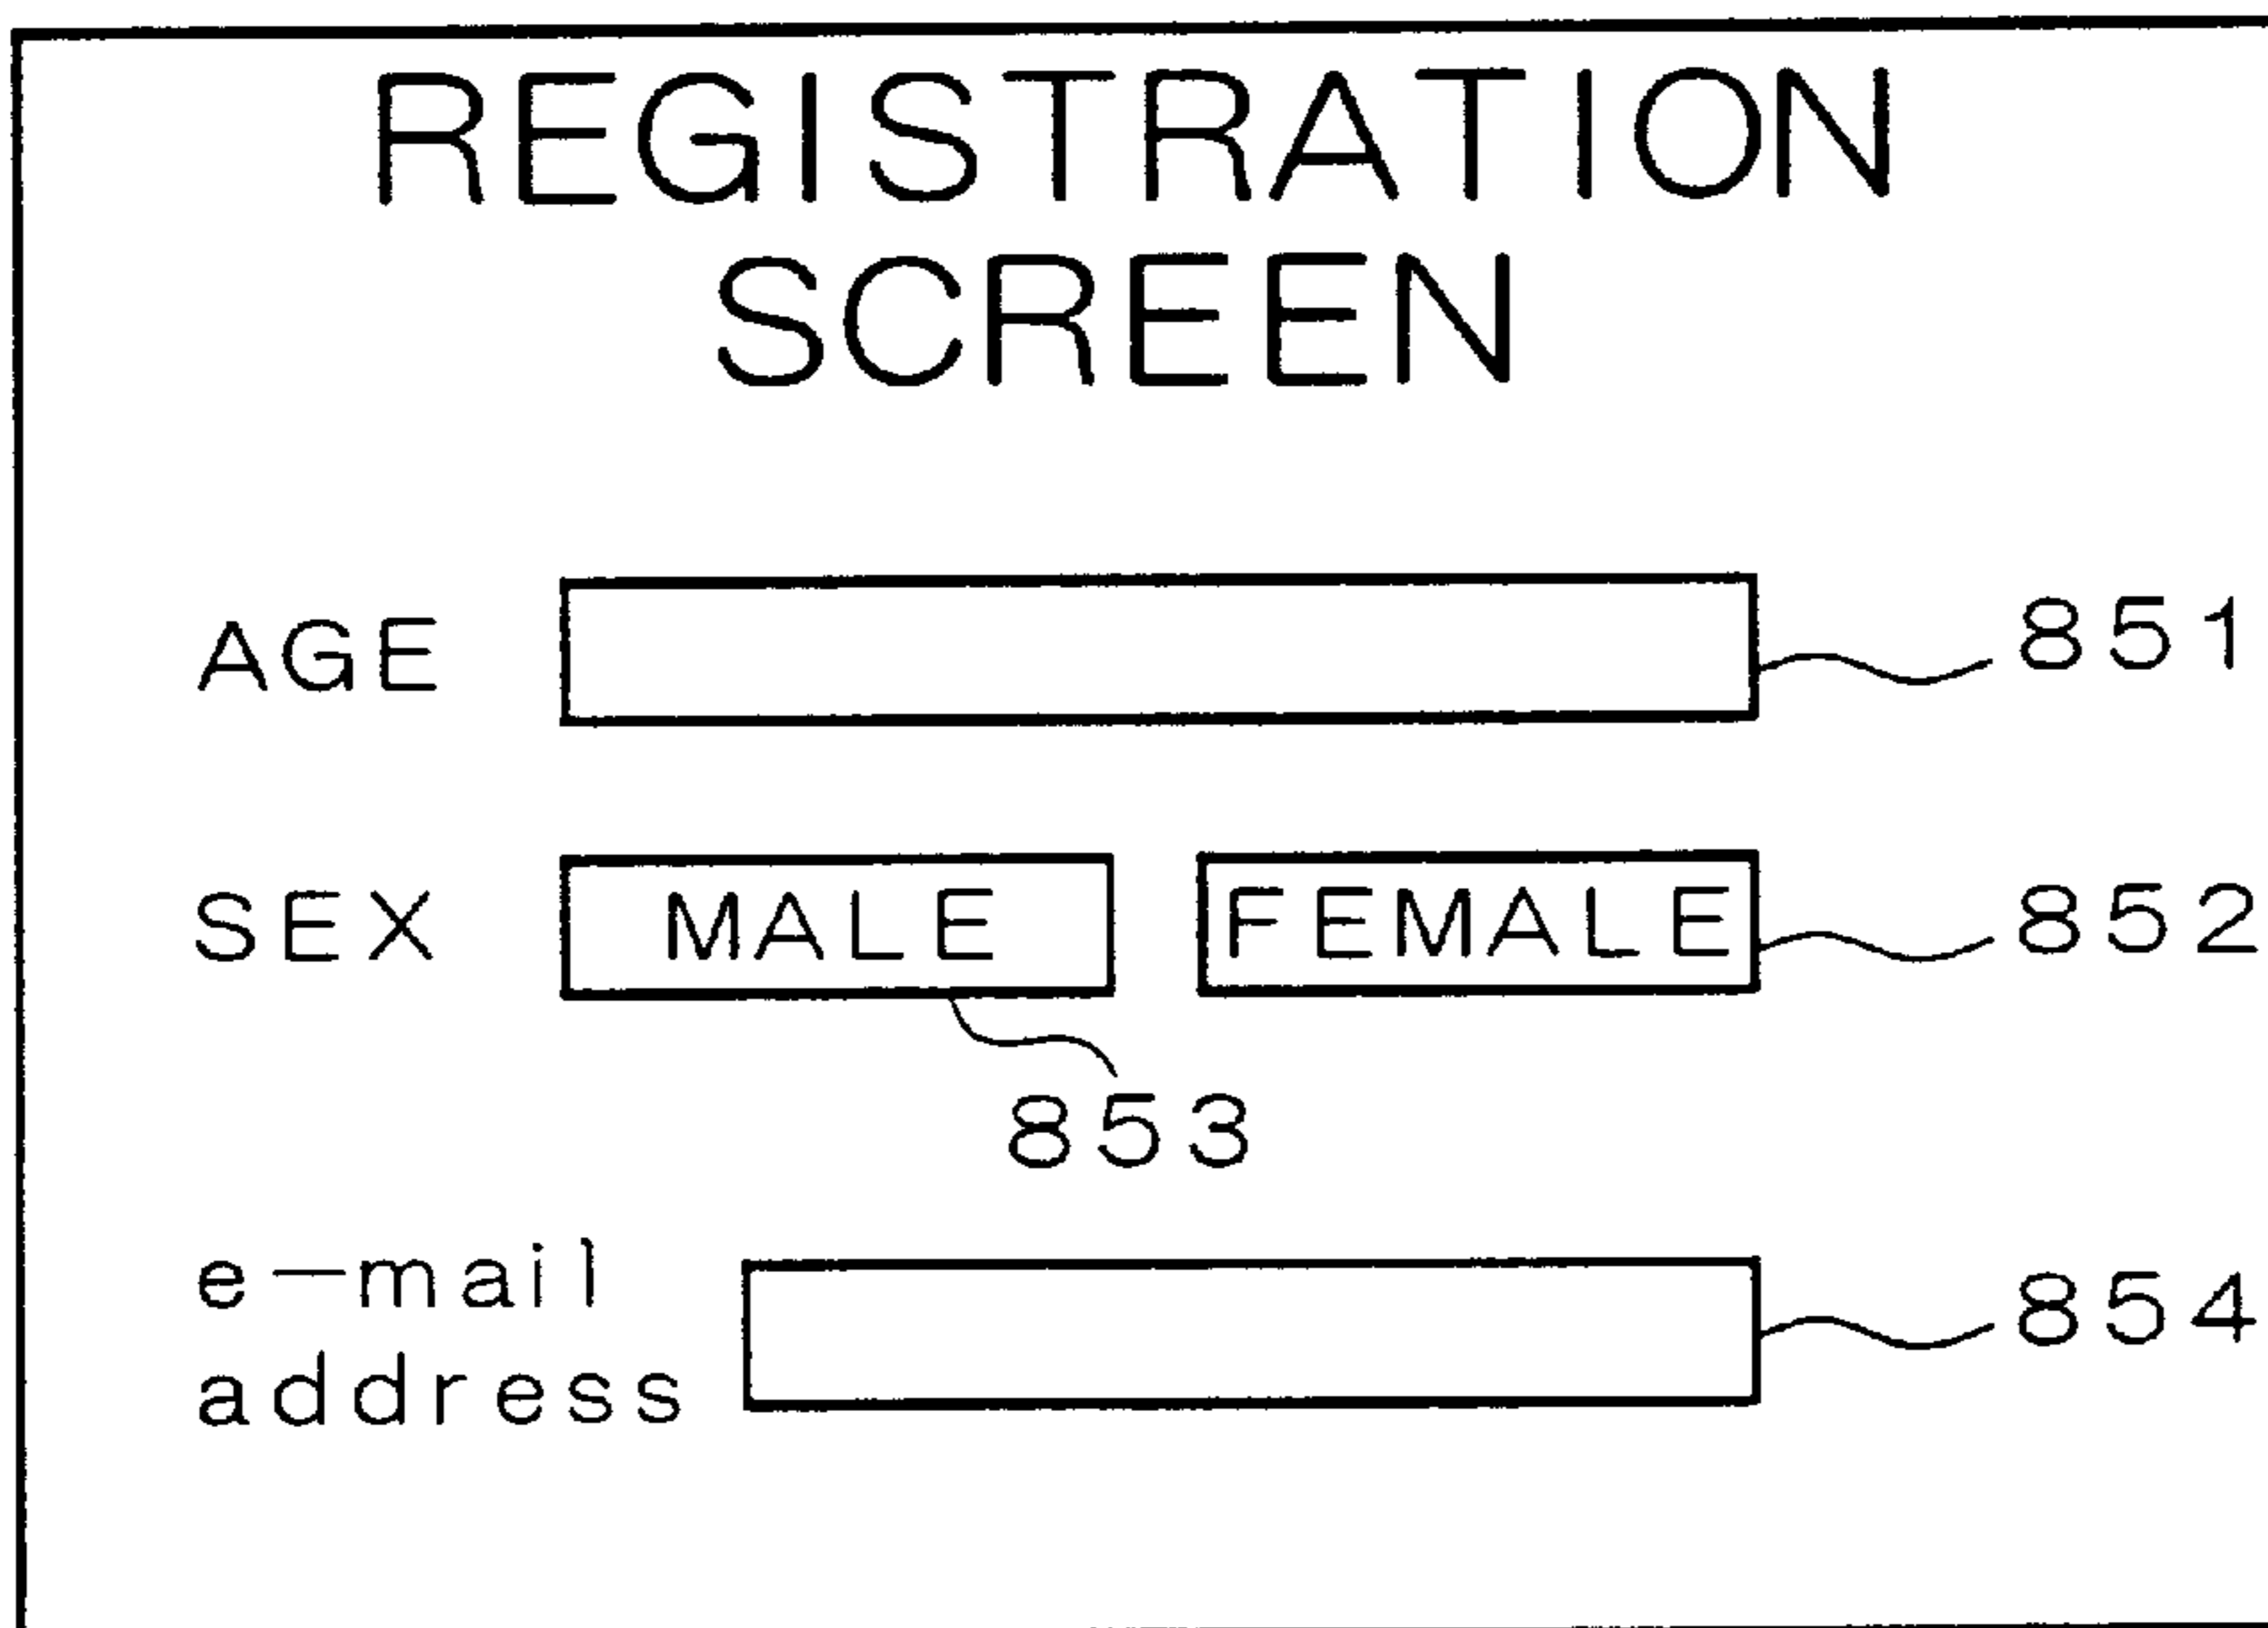 REGISTRATION
SCREEN
AGE 851
SEX MALE FEMALE 852
853
e-mail
address 854